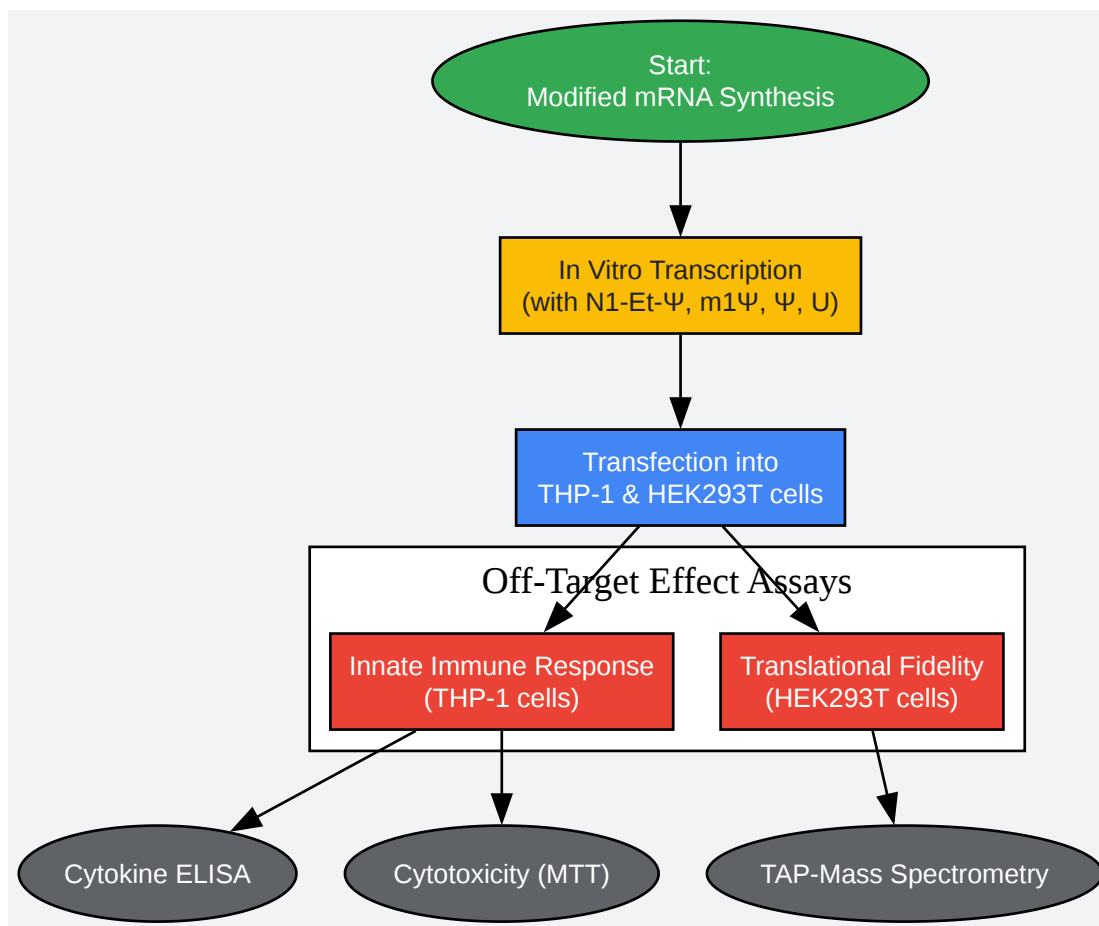 Start:
Modified mRNA Synthesis
In Vitro Transcription
(with N1-Et-Ψ, m1Ψ, Ψ, U)
Transfection into
THP-1 & HEK293T cells
Off-Target Effect Assays
Innate Immune Response
(THP-1 cells)
Translational Fidelity
(HEK293T cells)
Cytokine ELISA
Cytotoxicity (MTT)
TAP-Mass Spectrometry